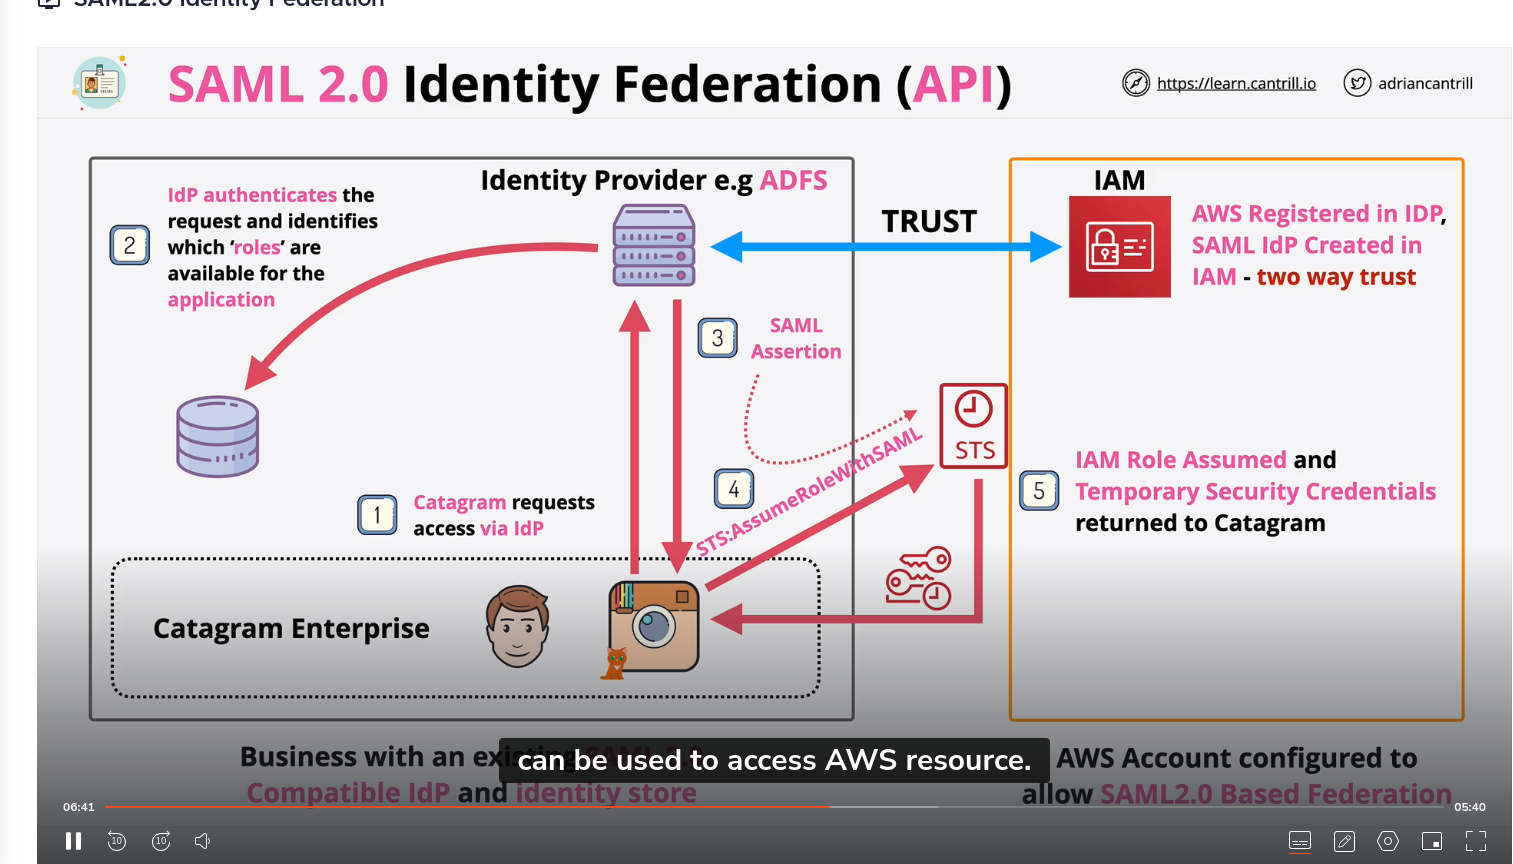 SAML2.0 Identity Federation
SAML 2.0 Identity Federation (API)
https://learn.cantrill.io
adriancantrill
Identity Provider e.g ADFS
2
IdP authenticates the
request and identifies
which ‘roles’ are
available for the
application
TRUST
IAM
AWS Registered in IDP,
SAML IdP Created in
IAM - two way trust
3
SAML
Assertion
STS
4
STS:AssumeRoleWithSAML
5
IAM Role Assumed and
Temporary Security Credentials
returned to Catagram
1
Catagram requests
access via IdP
Catagram Enterprise
Business with an existing SAML 2.0
Compatible IdP and identity store
can be used to access AWS resource.
AWS Account configured to
allow SAML2.0 Based Federation
06:41
05:40
10
10